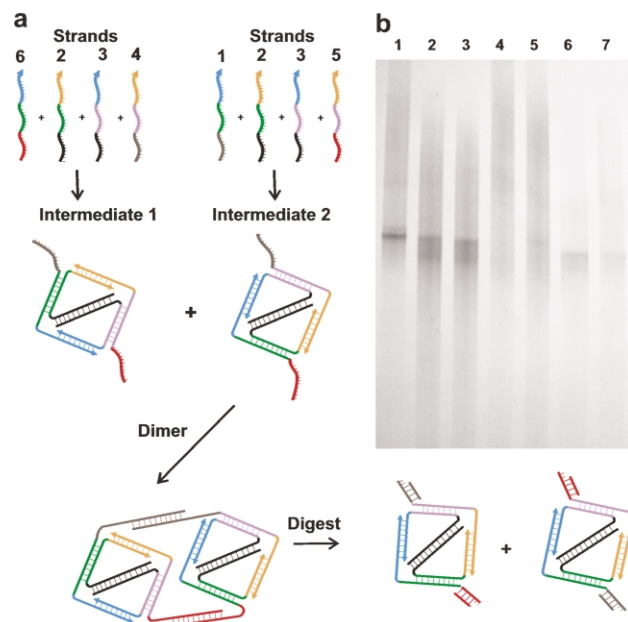 a
Strands
6 2 3 4
+ + +
Strands
1 2 3 5
+ + +
Intermediate 1
Intermediate 2
+
Dimer
Digest
+
b
1 2 3 4 5 6 7